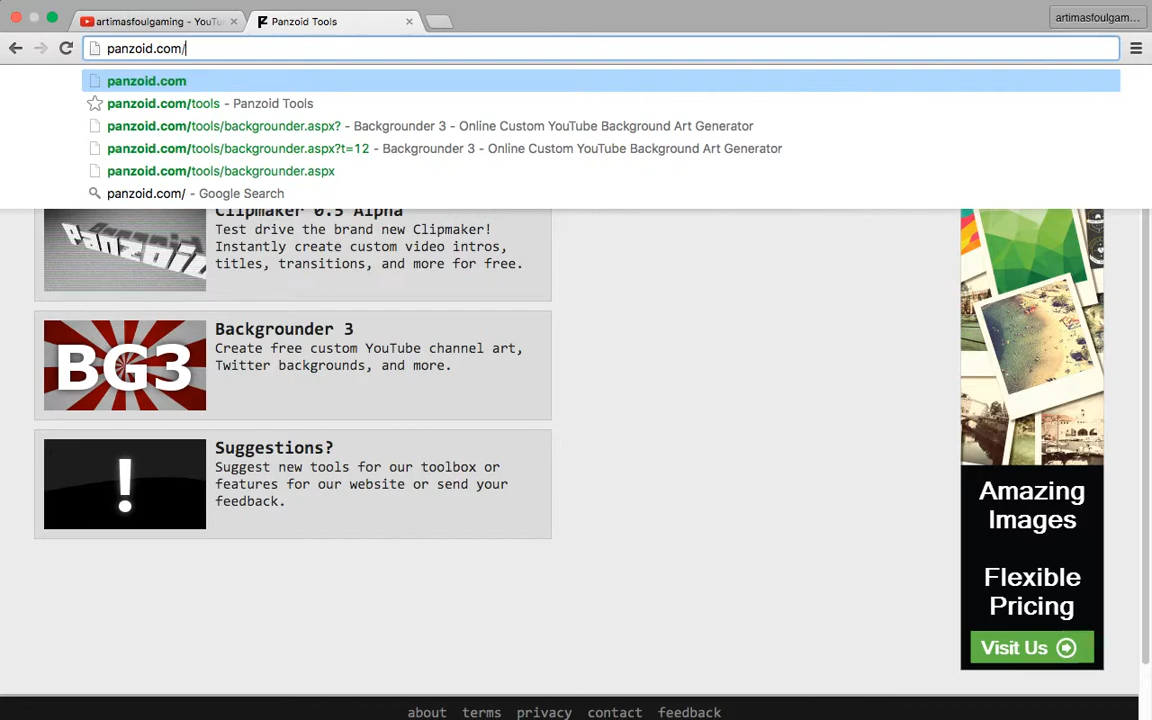 artimasfoulgaming - YouTu
Panzoid Tools
artimasfoulgam...
panzoid.com/
panzoid.com
panzoid.com/tools - Panzoid Tools
panzoid.com/tools/backgrounder.aspx? - Backgrounder 3 - Online Custom YouTube Background Art Generator
panzoid.com/tools/backgrounder.aspx?t=12 - Backgrounder 3 - Online Custom YouTube Background Art Generator
panzoid.com/tools/backgrounder.aspx
panzoid.com/ - Google Search
Clipmaker 0.5 Alpha
Test drive the brand new Clipmaker!
Instantly create custom video intros,
titles, transitions, and more for free.
Panzoid
Backgrounder 3
Create free custom YouTube channel art,
Twitter backgrounds, and more.
BG3
Suggestions?
Suggest new tools for our toolbox or
features for our website or send your
feedback.
!
Amazing
Images
Flexible
Pricing
Visit Us
about terms privacy contact feedback